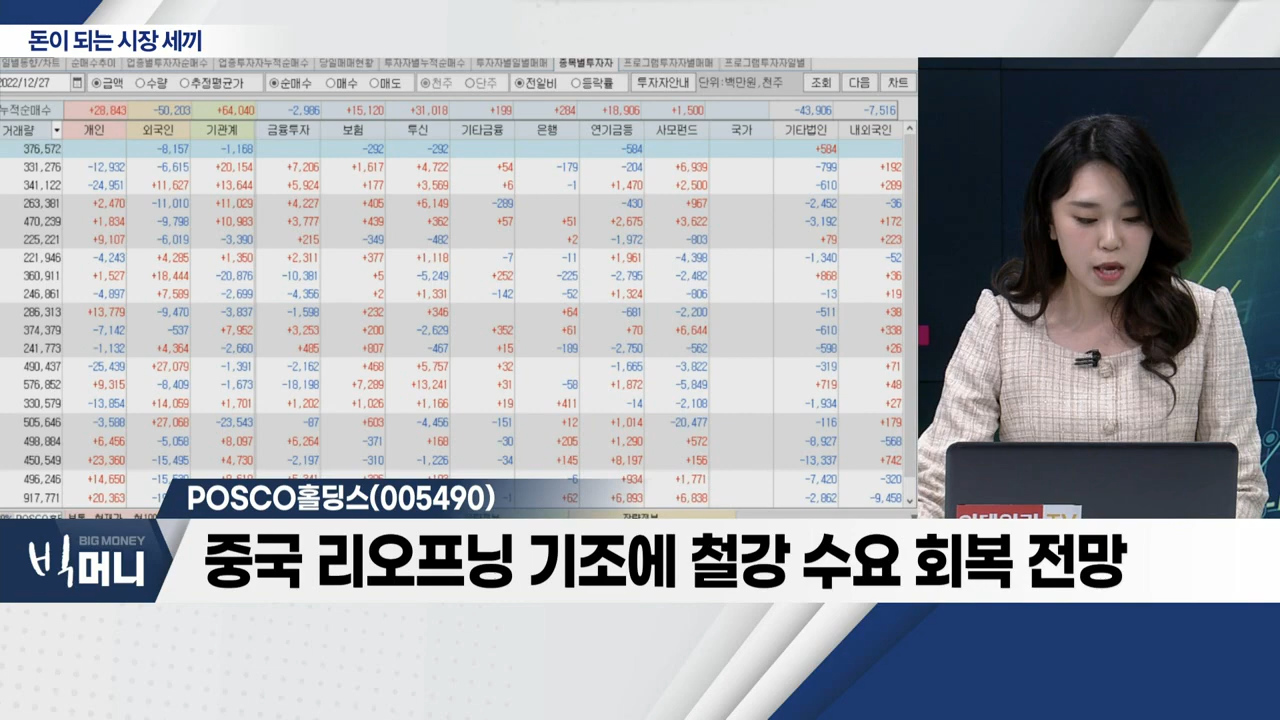 돈이 되는 시장 세끼
일별동향/차트 순매수추이 업종별투자자순매수 업종투자자누적순매수 당일매매현황 투자자별누적순매수 투자자별일별매매 종목별투자자 프로그램투자자별매매 프로그램투자자일별
2022/12/27 금액 수량 추정평균가 순매수 매수 매도 천주 단주 전일비 등락률 투자자안내 단위:백만원,천주 조회 다음 차트
누적순매수 +28,843 -50,203 +64,040 -2,986 +15,120 +31,018 +199 +284 +18,906 +1,500 -43,906 -7,516
거래량 개인 외국인 기관계 금융투자 보험 투신 기타금융 은행 연기금등 사모펀드 국가 기타법인 내외국인
376,572 -8,157 -1,168 -292 -292 -584 +584
331,276 -12,932 -6,615 +20,154 +7,206 +1,617 +4,722 +54 -179 -204 +6,939 -799 +192
341,122 -24,951 +11,627 +13,644 +5,924 +177 +3,569 +6 -1 +1,470 +2,500 -610 +289
263,381 +2,470 -11,010 +11,029 +4,227 +405 +6,149 -289 -430 +967 -2,452 -36
470,239 +1,834 -9,798 +10,983 +3,777 +439 +362 +57 +51 +2,675 +3,622 -3,192 +172
225,221 +9,107 -6,019 -3,390 +215 -349 -482 +2 -1,972 -803 +79 +223
221,946 -4,243 +4,285 +1,350 +2,311 +377 +1,118 -7 -11 +1,961 -4,398 -1,340 -52
360,911 +1,527 +18,444 -20,876 -10,381 +5 -5,249 +252 -225 -2,795 -2,482 +868 +36
246,861 -4,897 +7,589 -2,699 -4,356 +2 +1,331 -142 -52 +1,324 -806 -13 +19
286,313 +13,779 -9,470 -3,837 -1,598 +232 +346 +64 -681 -2,200 -511 +38
374,379 -7,142 -537 +7,952 +3,253 +200 -2,629 +352 +61 +70 +6,644 -610 +338
241,773 -1,132 +4,364 -2,660 +485 +807 -467 +15 -189 -2,750 -562 -598 +26
490,437 -25,439 +27,079 -1,391 -2,162 +468 +5,757 +32 -1,665 -3,822 -319 +71
576,852 +9,315 -8,409 -1,673 -18,198 +7,289 +13,241 +31 -58 +1,872 -5,849 +719 +48
330,579 -13,854 +14,059 +1,701 +1,202 +1,026 +1,166 +19 +411 -14 -2,108 -1,934 +27
505,646 -3,588 +27,068 -23,543 -87 +603 -4,456 -151 +12 +1,014 -20,477 -116 +179
498,884 +6,456 -5,058 +8,097 +6,264 -371 +168 -30 +205 +1,290 +572 -8,927 -568
450,549 +23,360 -15,495 +4,730 -2,197 -310 -1,226 -34 +145 +8,197 +156 -13,337 +742
496,246 +14,650 -6 +934 +1,771 -7,420 -320
917,771 +20,363 +62 +6,893 +6,838 -2,862 -9,458
POSCO홀딩스(005490)
BIG MONEY
빅머니
중국 리오프닝 기조에 철강 수요 회복 전망